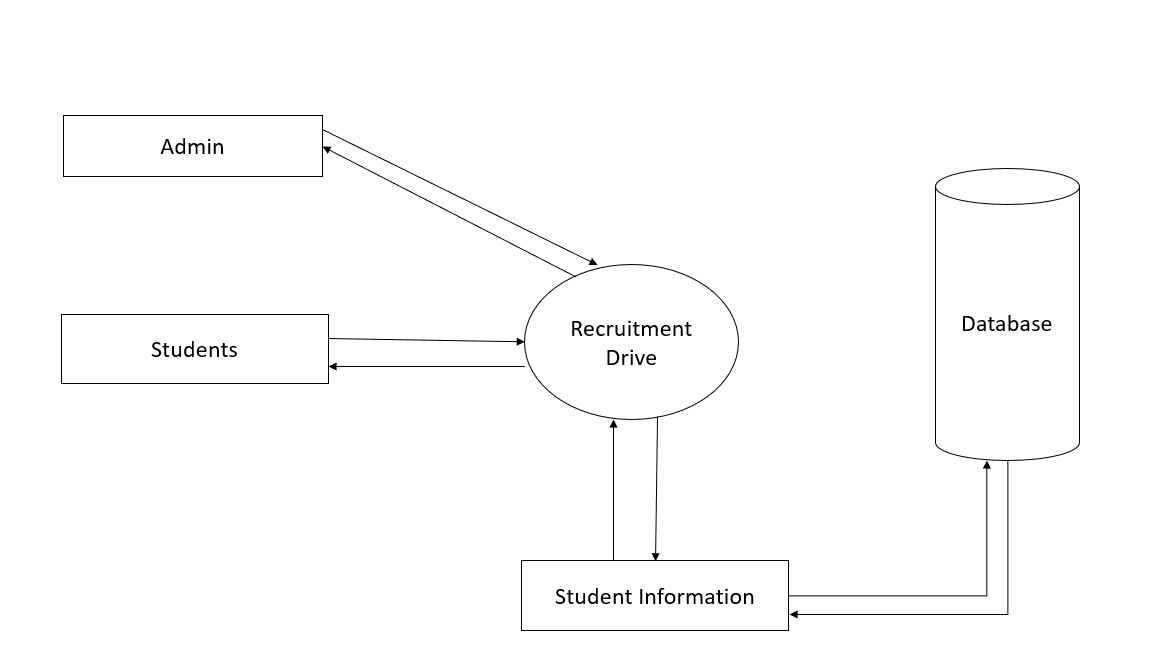 Admin
Students
Recruitment
Drive
Database
Student Information